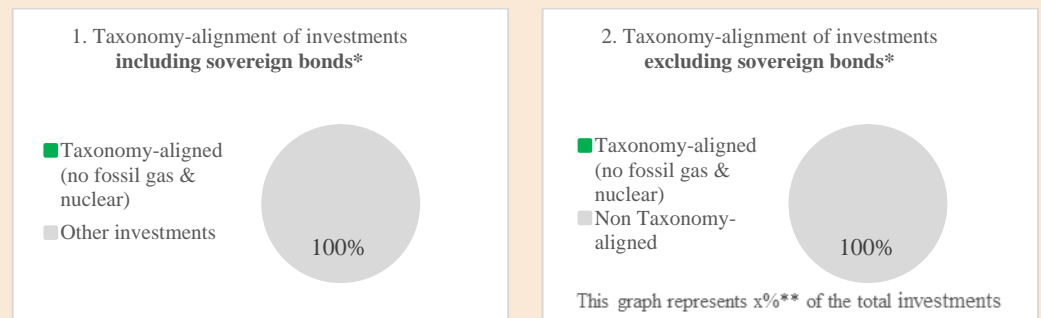 1. Taxonomy-alignment of investments
including sovereign bonds*
Taxonomy-aligned
(no fossil gas &
nuclear)
Other investments
100%
2. Taxonomy-alignment of investments
excluding sovereign bonds*
Taxonomy-aligned
(no fossil gas &
nuclear)
Non Taxonomy-
aligned
100%
This graph represents x%** of the total investments